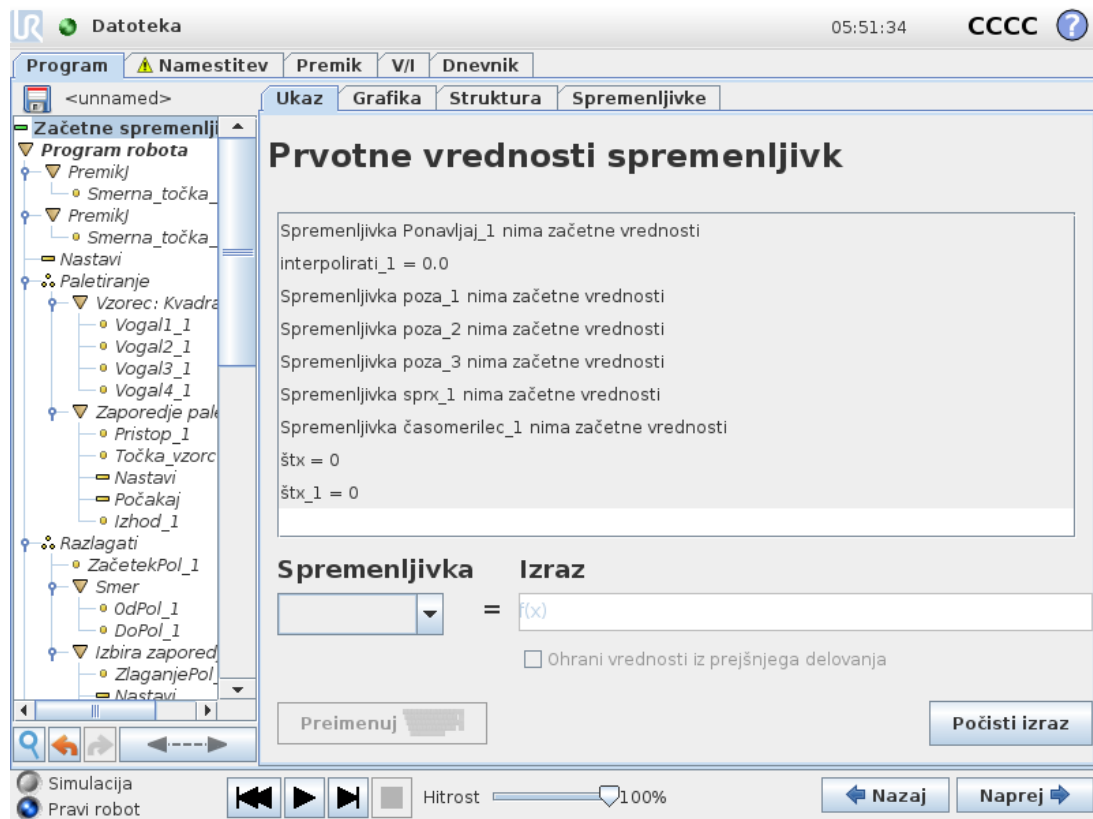 UR Datoteka 05:51:34 CCCC ?
Program Namestitev Premik V/I Dnevnik
<unnamed>
Ukaz Grafika Struktura Spremenljivke
Začetne spremenlji
Program robota
PremikJ
Smerna_točka_
PremikJ
Smerna_točka_
Nastavi
Paletiranje
Vzorec: Kvadra
Vogal1_1
Vogal2_1
Vogal3_1
Vogal4_1
Zaporedje pale
Pristop_1
Točka_vzorc
Nastavi
Počakaj
Izhod_1
Razlagati
ZačetekPol_1
Smer
OdPol_1
DoPol_1
Izbira zapored
ZlaganjePol_
Nastavi
Prvotne vrednosti spremenljivk
Spremenljivka Ponavljaj_1 nima začetne vrednosti
interpolirati_1 = 0.0
Spremenljivka poza_1 nima začetne vrednosti
Spremenljivka poza_2 nima začetne vrednosti
Spremenljivka poza_3 nima začetne vrednosti
Spremenljivka sprx_1 nima začetne vrednosti
Spremenljivka časomerilec_1 nima začetne vrednosti
štx = 0
štx_1 = 0
Spremenljivka Izraz
= f(x)
Ohrani vrednosti iz prejšnjega delovanja
Preimenuj
Počisti izraz
Simulacija
Pravi robot
Hitrost 100%
Nazaj Naprej